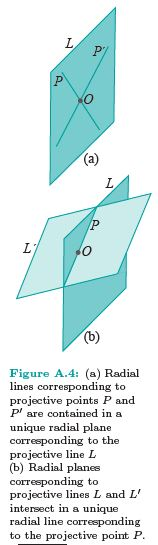 L
P′
P
O
(a)
L
P
L′
O
(b)
Figure A.4: (a) Radial
lines corresponding to
projective points P and
P′ are contained in a
unique radial plane
corresponding to the
projective line L
(b) Radial planes
corresponding to
projective lines L and L′
intersect in a unique
radial line corresponding
to the projective point P.